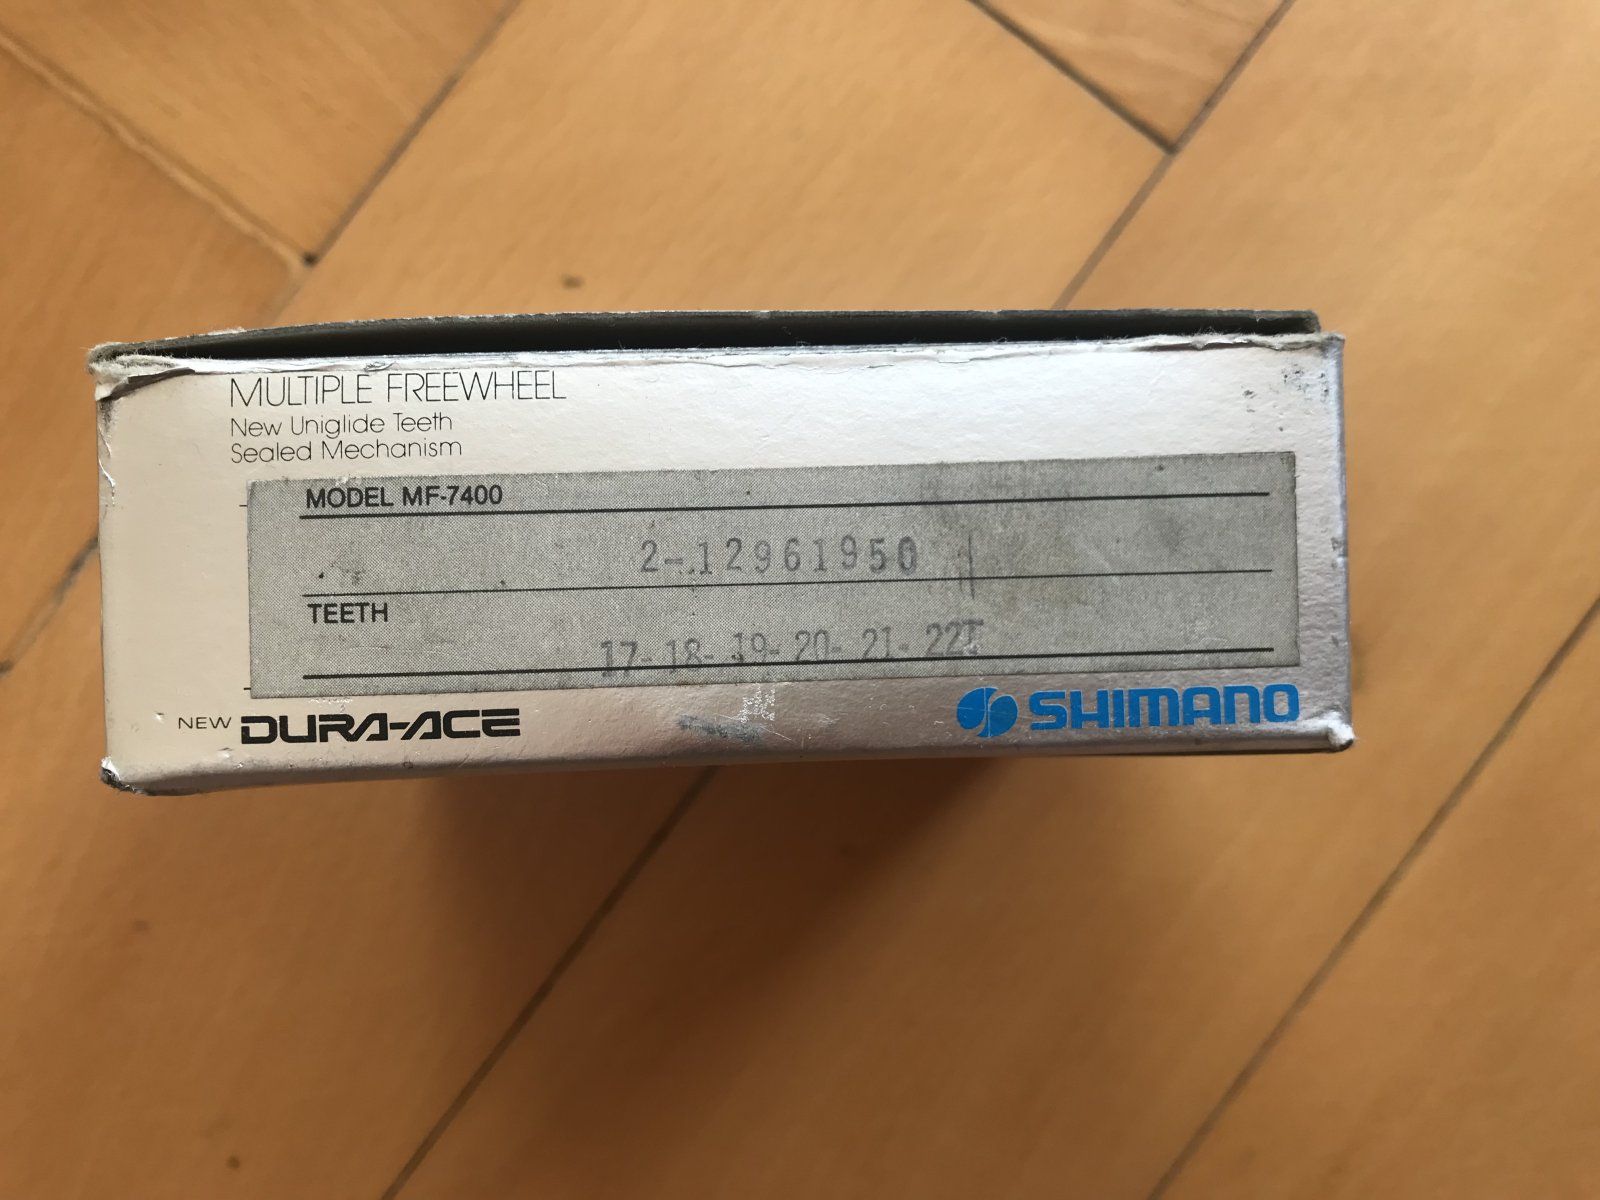 MULTIPLE FREEWHEEL
New Uniglide Teeth
Sealed Mechanism
MODEL MF-7400
2-12961950
TEETH
17-18-19-20-21-22T
NEW DURA-ACE
SHIMANO